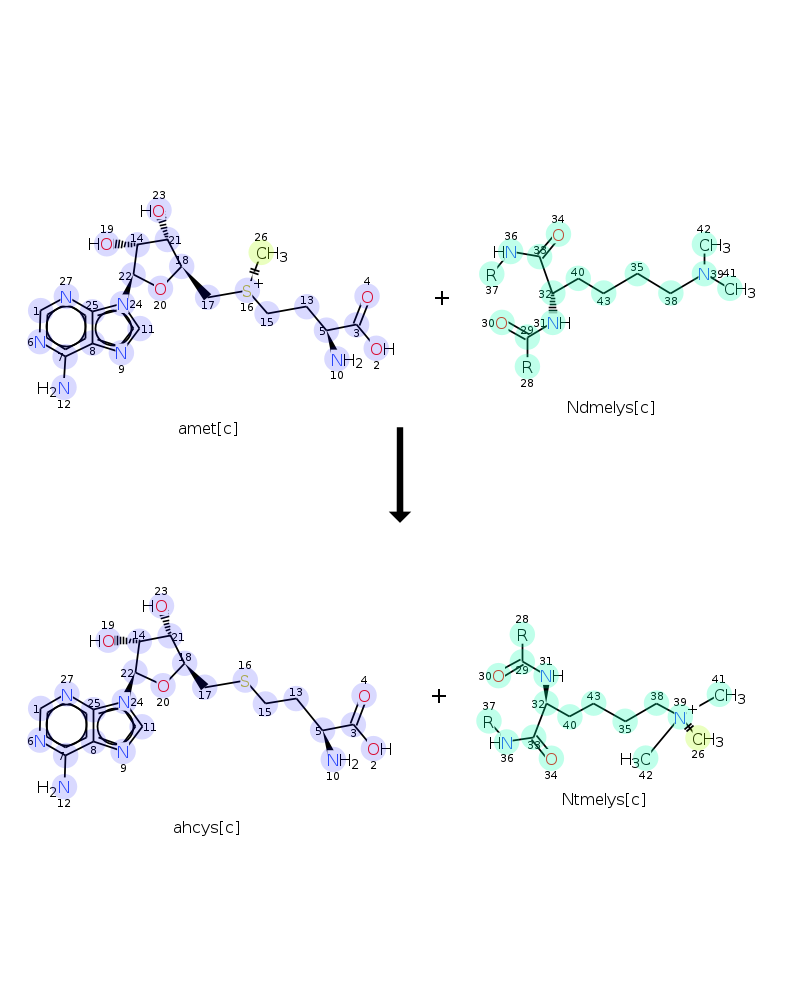 23
HO
19
HO
14
21
26
CH3
18
+
22
20
O
17
S
16
15
13
4
O
5
3
OH
2
NH2
10
27
N
1
25
N
24
11
6
N
7
8
N
9
H2N
12
amet[c]
+
34
O
36
HN
33
R
37
32
40
43
35
38
42
CH3
N
39
41
CH3
30
O
29
31
NH
R
28
Ndmelys[c]
23
HO
19
HO
14
21
18
22
20
O
17
16
S
15
13
4
O
5
3
OH
2
NH2
10
27
N
1
25
N
24
11
6
N
7
8
N
9
H2N
12
ahcys[c]
+
28
R
30
O
29
31
NH
32
37
R
HN
36
33
O
34
40
43
35
38
39
N
+
41
CH3
CH3
26
H3C
42
Ntmelys[c]